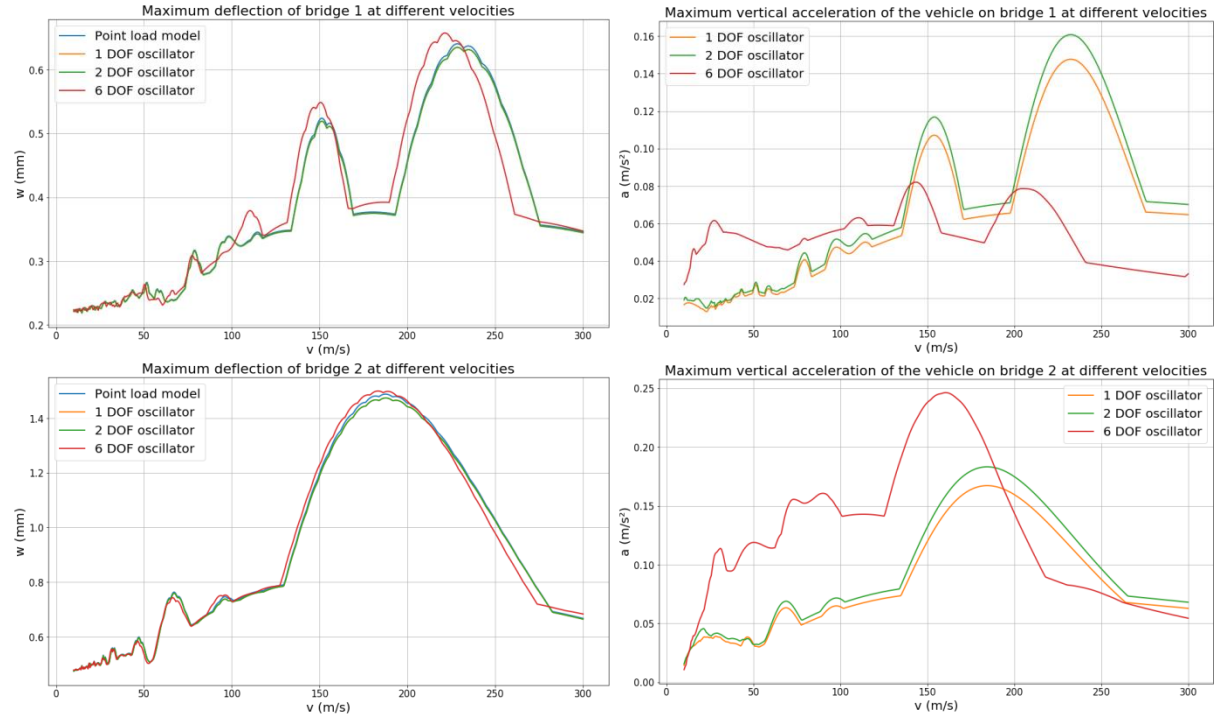 Maximum deflection of bridge 1 at different velocities
Point load model
1 DOF oscillator
2 DOF oscillator
6 DOF oscillator
w (mm)
0.6
0.5
0.4
0.3
0.2
0 50 100 150 200 250 300
v (m/s)
Maximum vertical acceleration of the vehicle on bridge 1 at different velocities
1 DOF oscillator
2 DOF oscillator
6 DOF oscillator
a (m/s²)
0.16
0.14
0.12
0.10
0.08
0.06
0.04
0.02
0 50 100 150 200 250 300
v (m/s)
Maximum deflection of bridge 2 at different velocities
Point load model
1 DOF oscillator
2 DOF oscillator
6 DOF oscillator
w (mm)
1.4
1.2
1.0
0.8
0.6
0 50 100 150 200 250 300
v (m/s)
Maximum vertical acceleration of the vehicle on bridge 2 at different velocities
1 DOF oscillator
2 DOF oscillator
6 DOF oscillator
a (m/s²)
0.25
0.20
0.15
0.10
0.05
0.00
0 50 100 150 200 250 300
v (m/s)